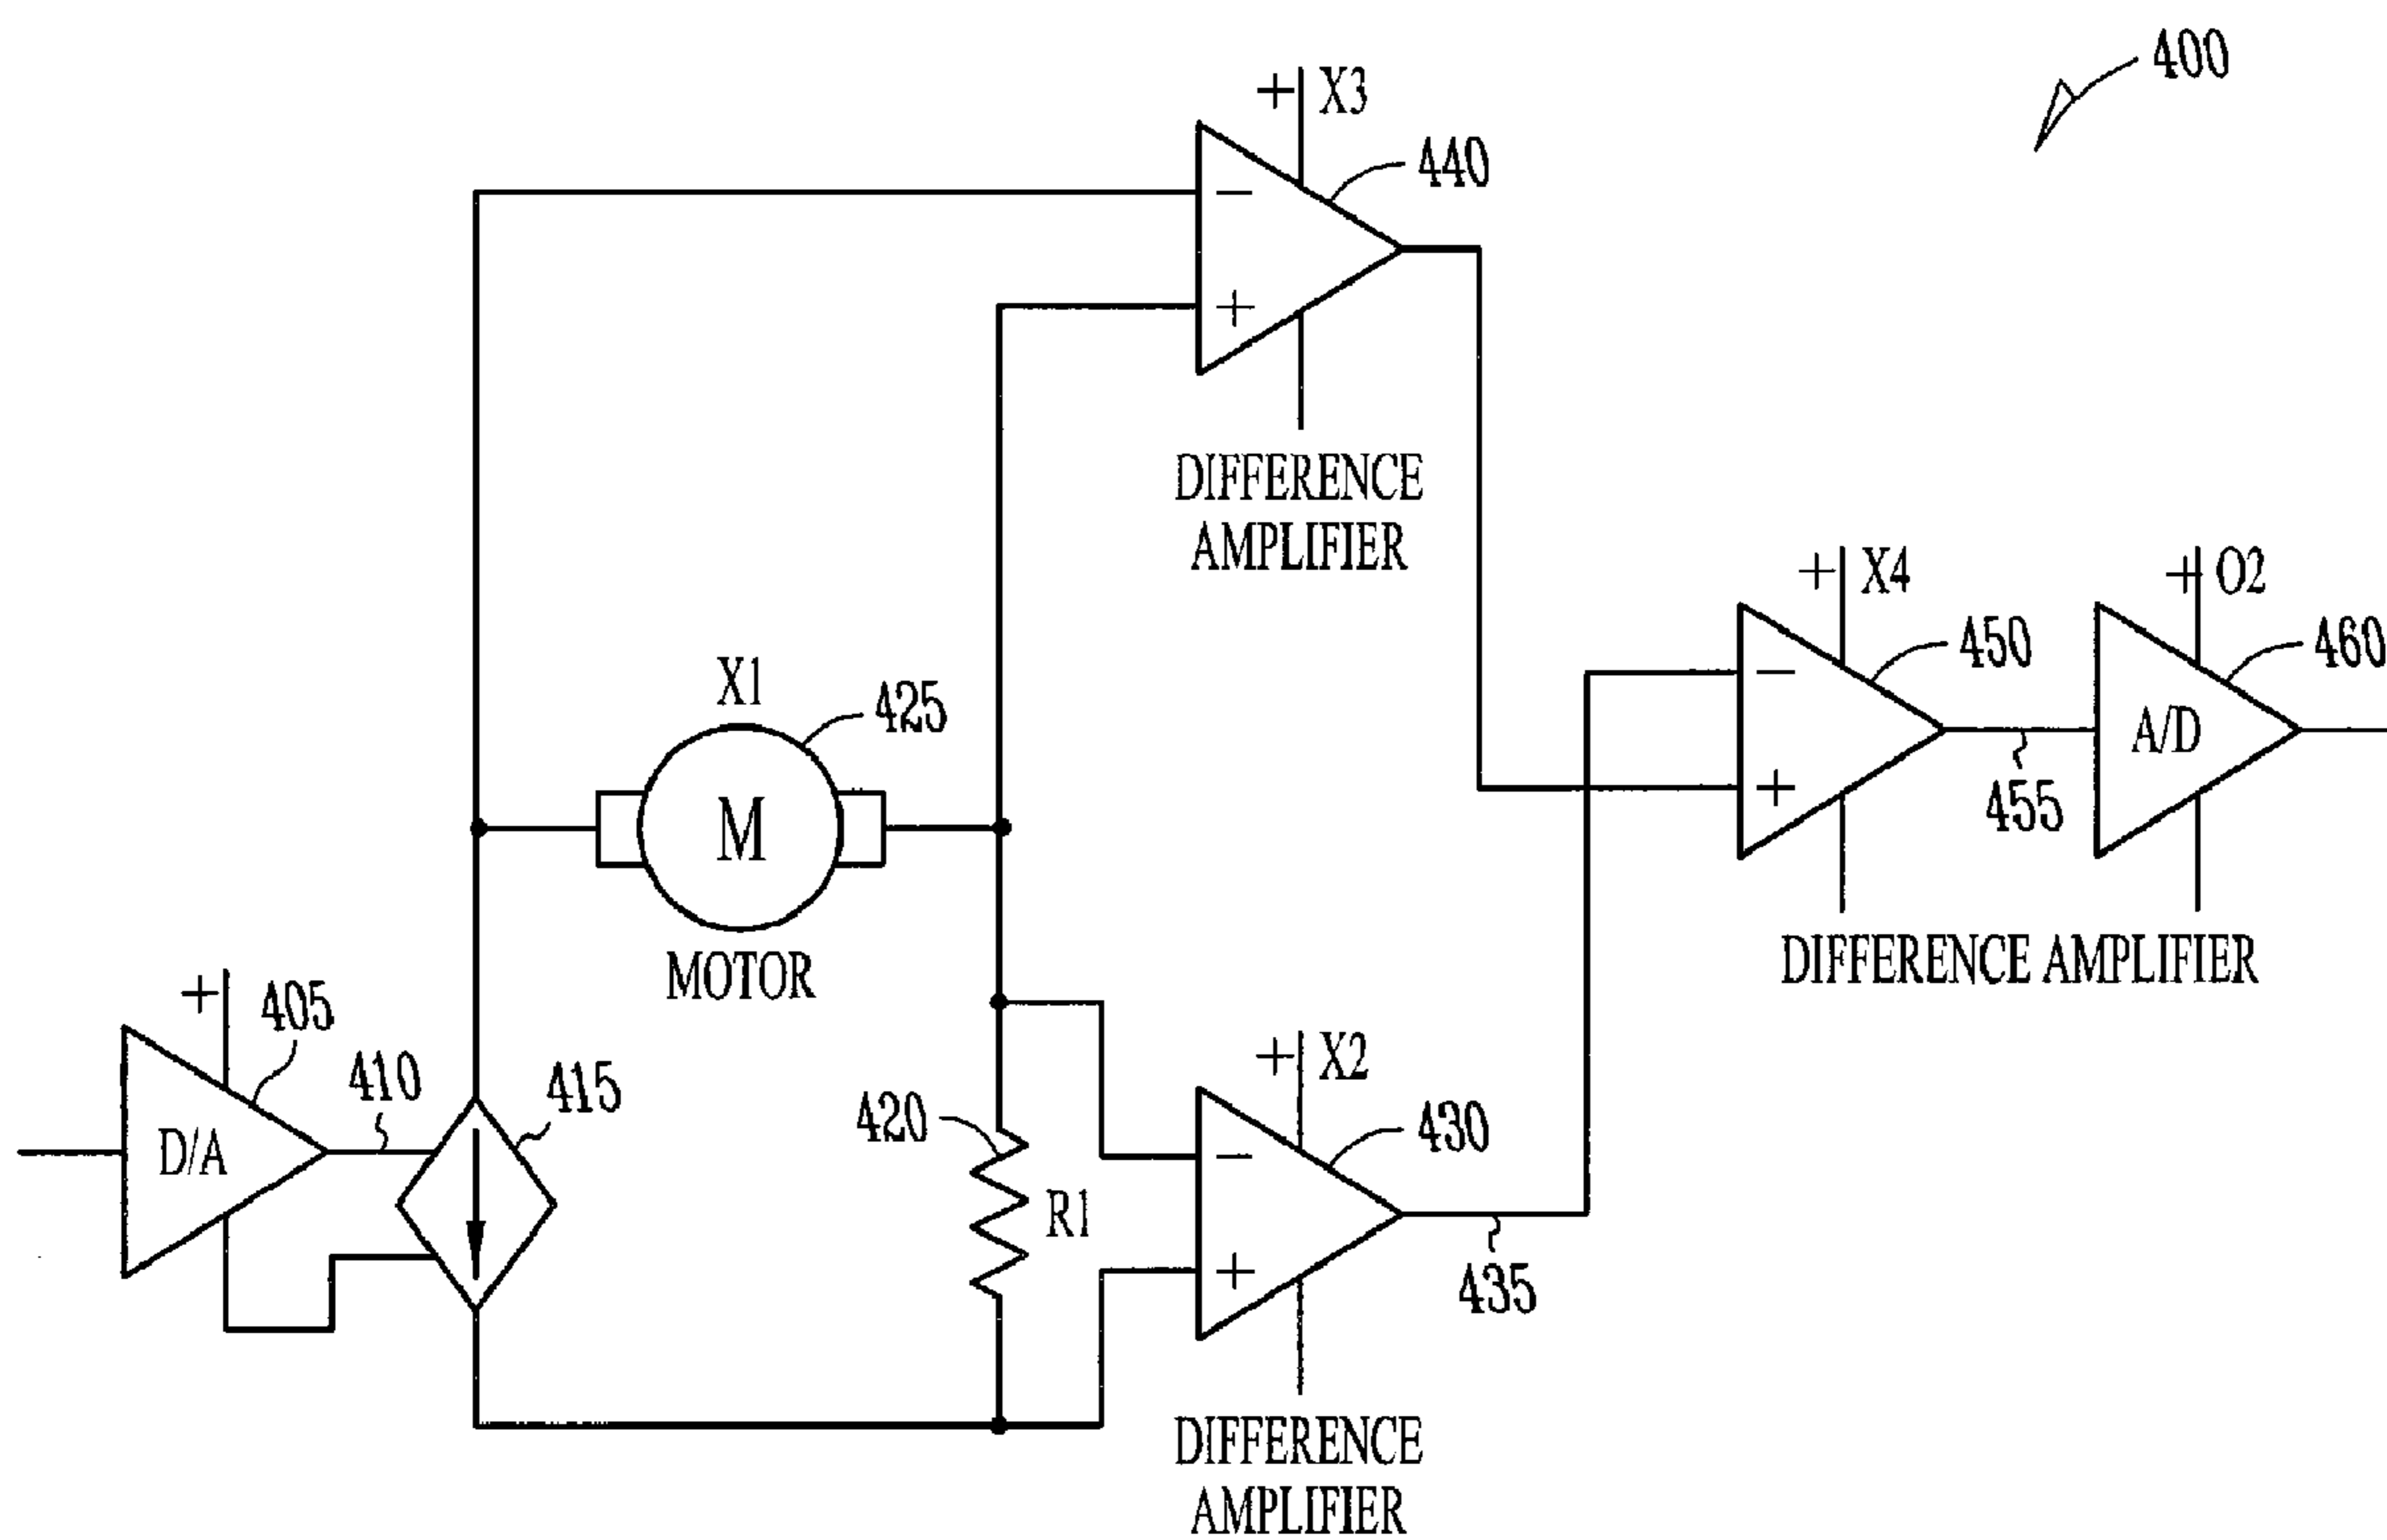 400
+ X3
440
−
+
DIFFERENCE
AMPLIFIER
+ X4
+ O2
450
460
−
+
A/D
455
DIFFERENCE AMPLIFIER
X1
425
M
MOTOR
+
405
410
415
D/A
420
R1
+ X2
430
−
+
435
DIFFERENCE
AMPLIFIER